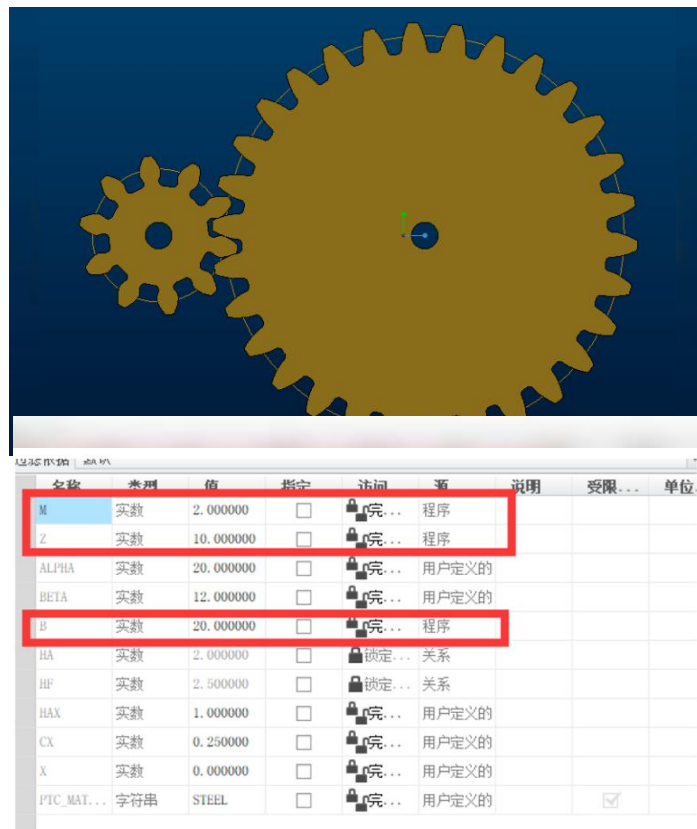 过滤依据 默认
名称 类型 值 指定 访问 源 说明 受限... 单位
M 实数 2.000000 完... 程序
Z 实数 10.000000 完... 程序
ALPHA 实数 20.000000 完... 用户定义的
BETA 实数 12.000000 完... 用户定义的
B 实数 20.000000 完... 程序
HA 实数 2.000000 锁定... 关系
HF 实数 2.500000 锁定... 关系
HAX 实数 1.000000 完... 用户定义的
CX 实数 0.250000 完... 用户定义的
X 实数 0.000000 完... 用户定义的
PTC_MAT... 字符串 STEEL 完... 用户定义的